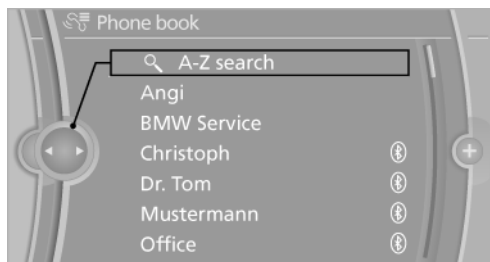 Phone book
A-Z search
Angi
BMW Service
Christoph
Dr. Tom
Mustermann
Office